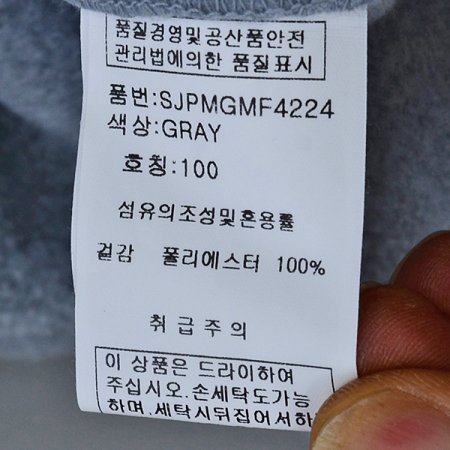 품질경영및공산품안전
관리법에의한 품질표시
품번:SJPMGMF4224
색상:GRAY
호칭:100
섬유의조성및혼용률
겉감 폴리에스터 100%
취급주의
이 상품은 드라이하여
주십시오.손세탁도가능
하며.세탁시뒤집어서하